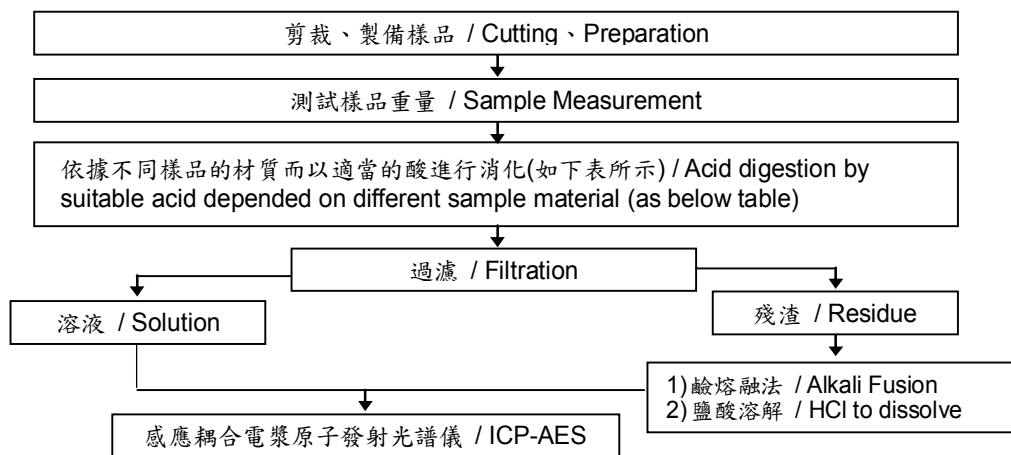 剪裁、製備樣品 / Cutting、Preparation
測試樣品重量 / Sample Measurement
依據不同樣品的材質而以適當的酸進行消化(如下表所示) / Acid digestion by
suitable acid depended on different sample material (as below table)
過濾 / Filtration
溶液 / Solution
殘渣 / Residue
1)鹼熔融法 / Alkali Fusion
2)鹽酸溶解 / HCl to dissolve
感應耦合電漿原子發射光譜儀 / ICP-AES